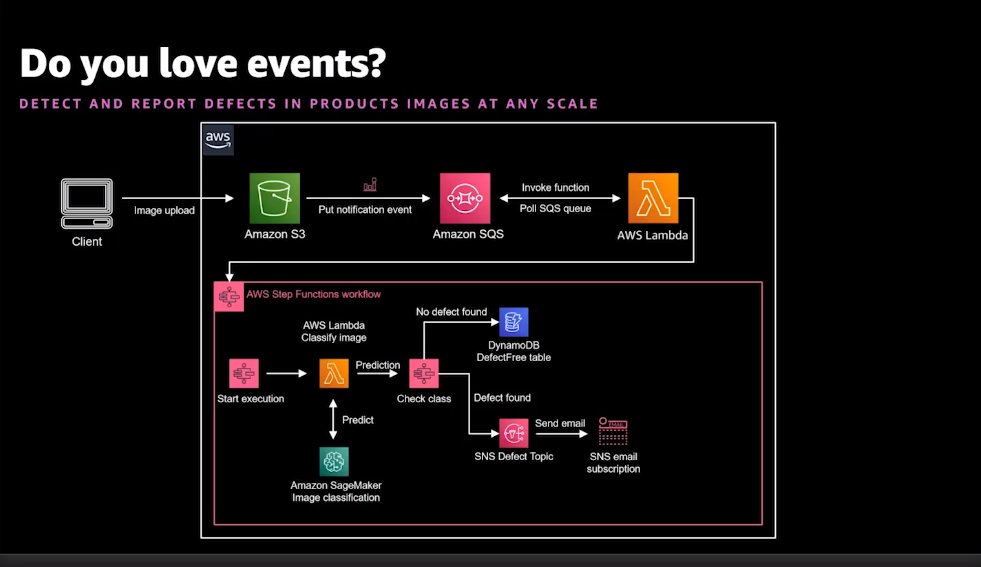 Do you love events?
DETECT AND REPORT DEFECTS IN PRODUCTS IMAGES AT ANY SCALE
aws
Image upload
Client
Amazon S3
Put notification event
Amazon SQS
Invoke function
Poll SQS queue
AWS Lambda
AWS Step Functions workflow
Start execution
AWS Lambda
Classify image
Predict
Amazon SageMaker
Image classification
Prediction
Check class
No defect found
DynamoDB
DefectFree table
Defect found
SNS Defect Topic
Send email
EMAIL
SNS email
subscription